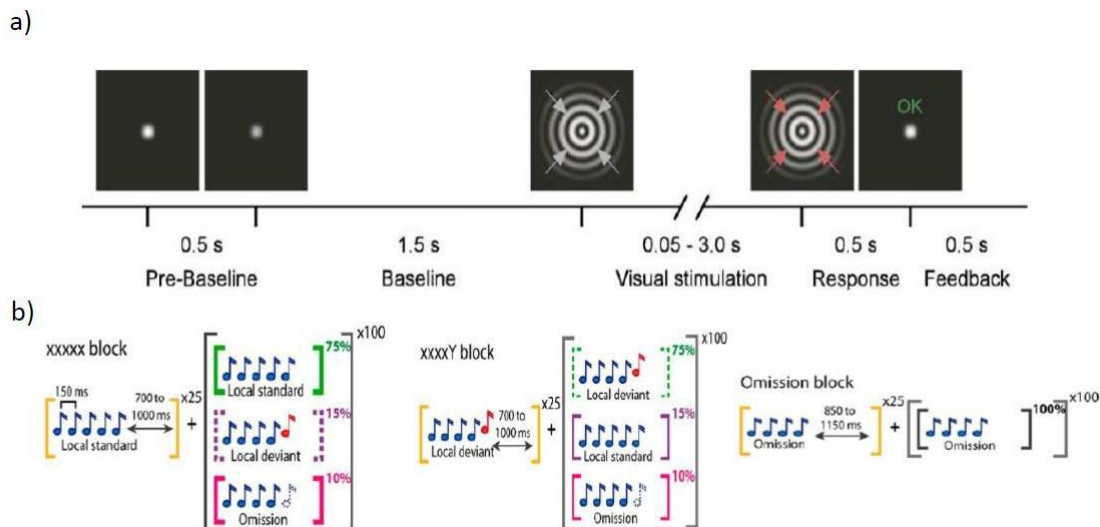 a)
OK
0.5 s
1.5 s
0.05 - 3.0 s
0.5 s
0.5 s
Pre-Baseline
Baseline
Visual stimulation
Response
Feedback
b)
xxxxx block
150 ms
700 to
1000 ms
Local standard
x25
+
x100
75%
Local standard
15%
Local deviant
10%
Omission
xxxxY block
700 to
1000 ms
Local deviant
x25
+
x100
75%
Local deviant
15%
Local standard
10%
Omission
Omission block
850 to
1150 ms
Omission
x25
+
100%
x100
Omission